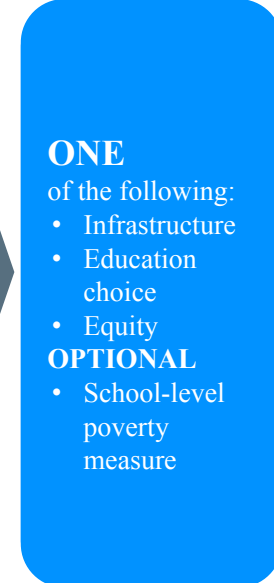 ONE
of the following:
• Infrastructure
• Education
choice
• Equity
OPTIONAL
• School-level
poverty
measure